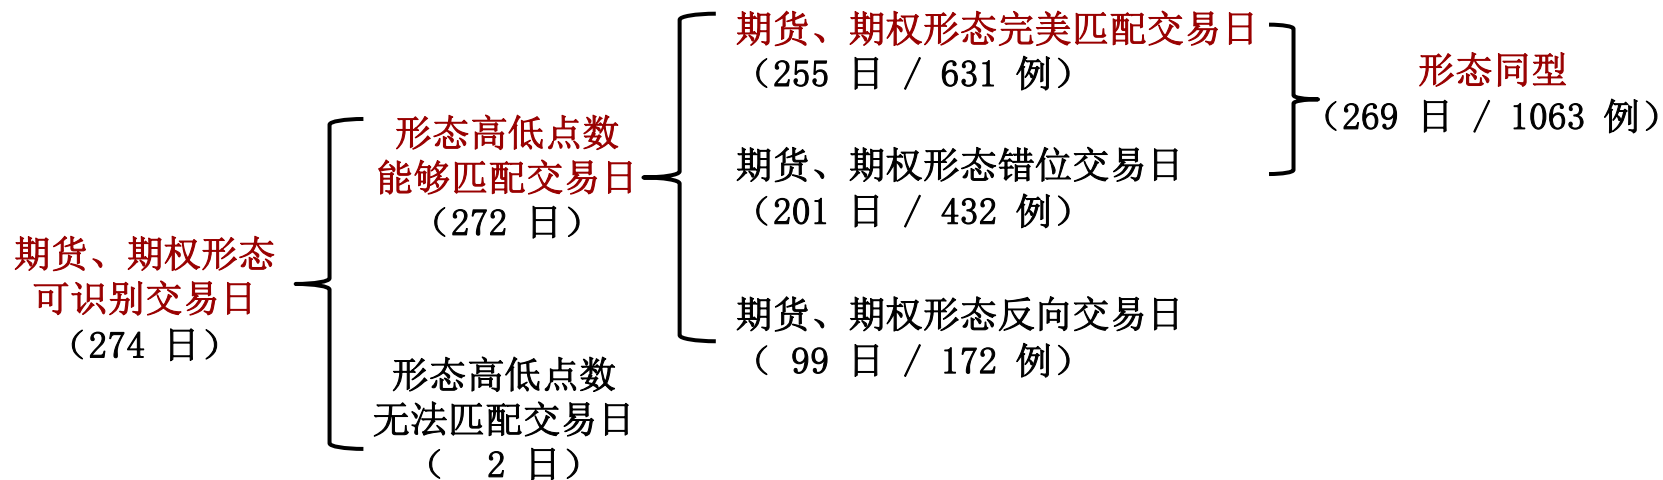 期货、期权形态
可识别交易日
（274 日）
形态高低点数
能够匹配交易日
（272 日）
形态高低点数
无法匹配交易日
（ 2 日）
期货、期权形态完美匹配交易日
（255 日 / 631 例）
期货、期权形态错位交易日
（201 日 / 432 例）
期货、期权形态反向交易日
（ 99 日 / 172 例）
形态同型
（269 日 / 1063 例）